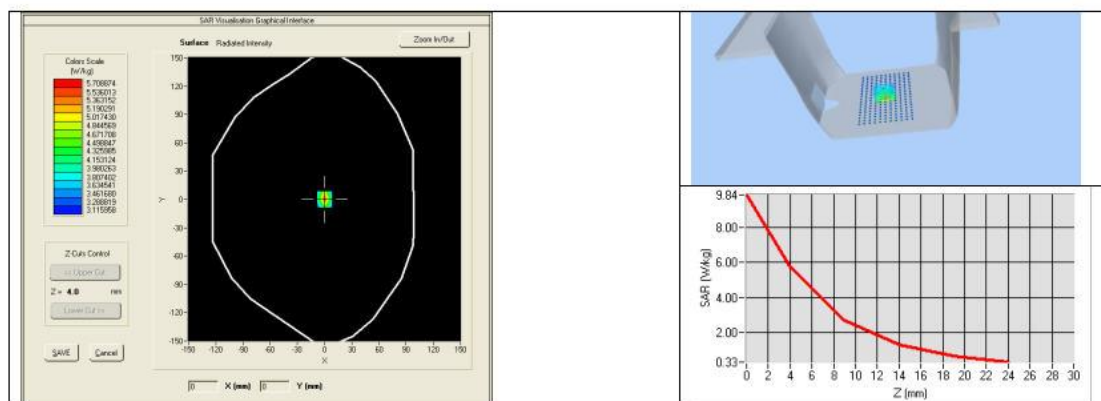 SAR Visualisation Graphical Interface
Surface Radiated Intensity
Zoom In/Out
Colors Scale
(W/kg)
5.708874
5.536013
5.363152
5.190291
5.017430
4.844569
4.671708
4.498847
4.325985
4.153124
3.980263
3.807402
3.634541
3.461680
3.288819
3.115958
150
120
90
60
30
0
-30
-60
-90
-120
-150
Y
-150 -120 -90 -60 -30 0 30 60 90 120 150
X
Z-Cuts Control
<< Upper Cut
Z = 4.0 mm
Lower Cut >>
SAVE Cancel
0 X (mm) 0 Y (mm)
9.84
8.00
6.00
4.00
2.00
0.33
SAR (W/kg)
0 2 4 6 8 10 12 14 16 18 20 22 24 26 28 30
Z (mm)